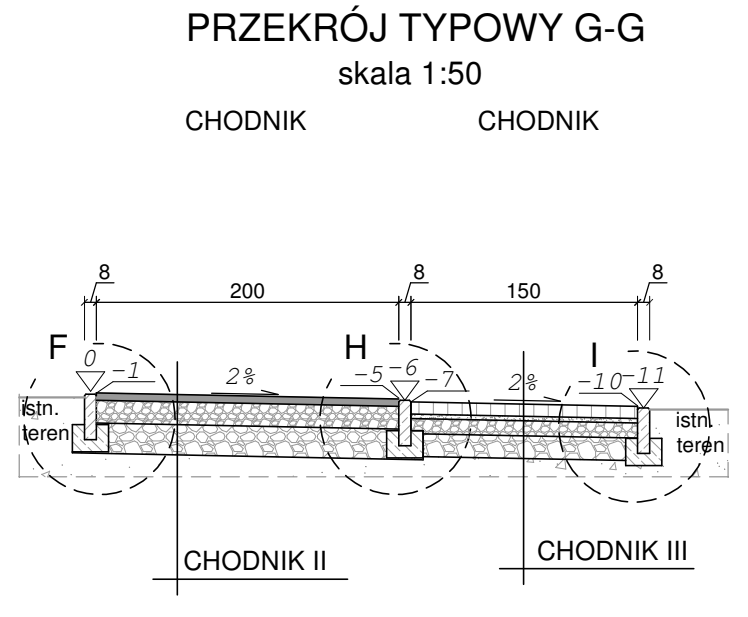 PRZEKRÓJ TYPOWY G-G
skala 1:50
CHODNIK CHODNIK
8 200 8 150 8
F H I
0 -1 2% -5 -6 -7 2% -10 -11
istn. teren
istn. teren
CHODNIK II
CHODNIK III